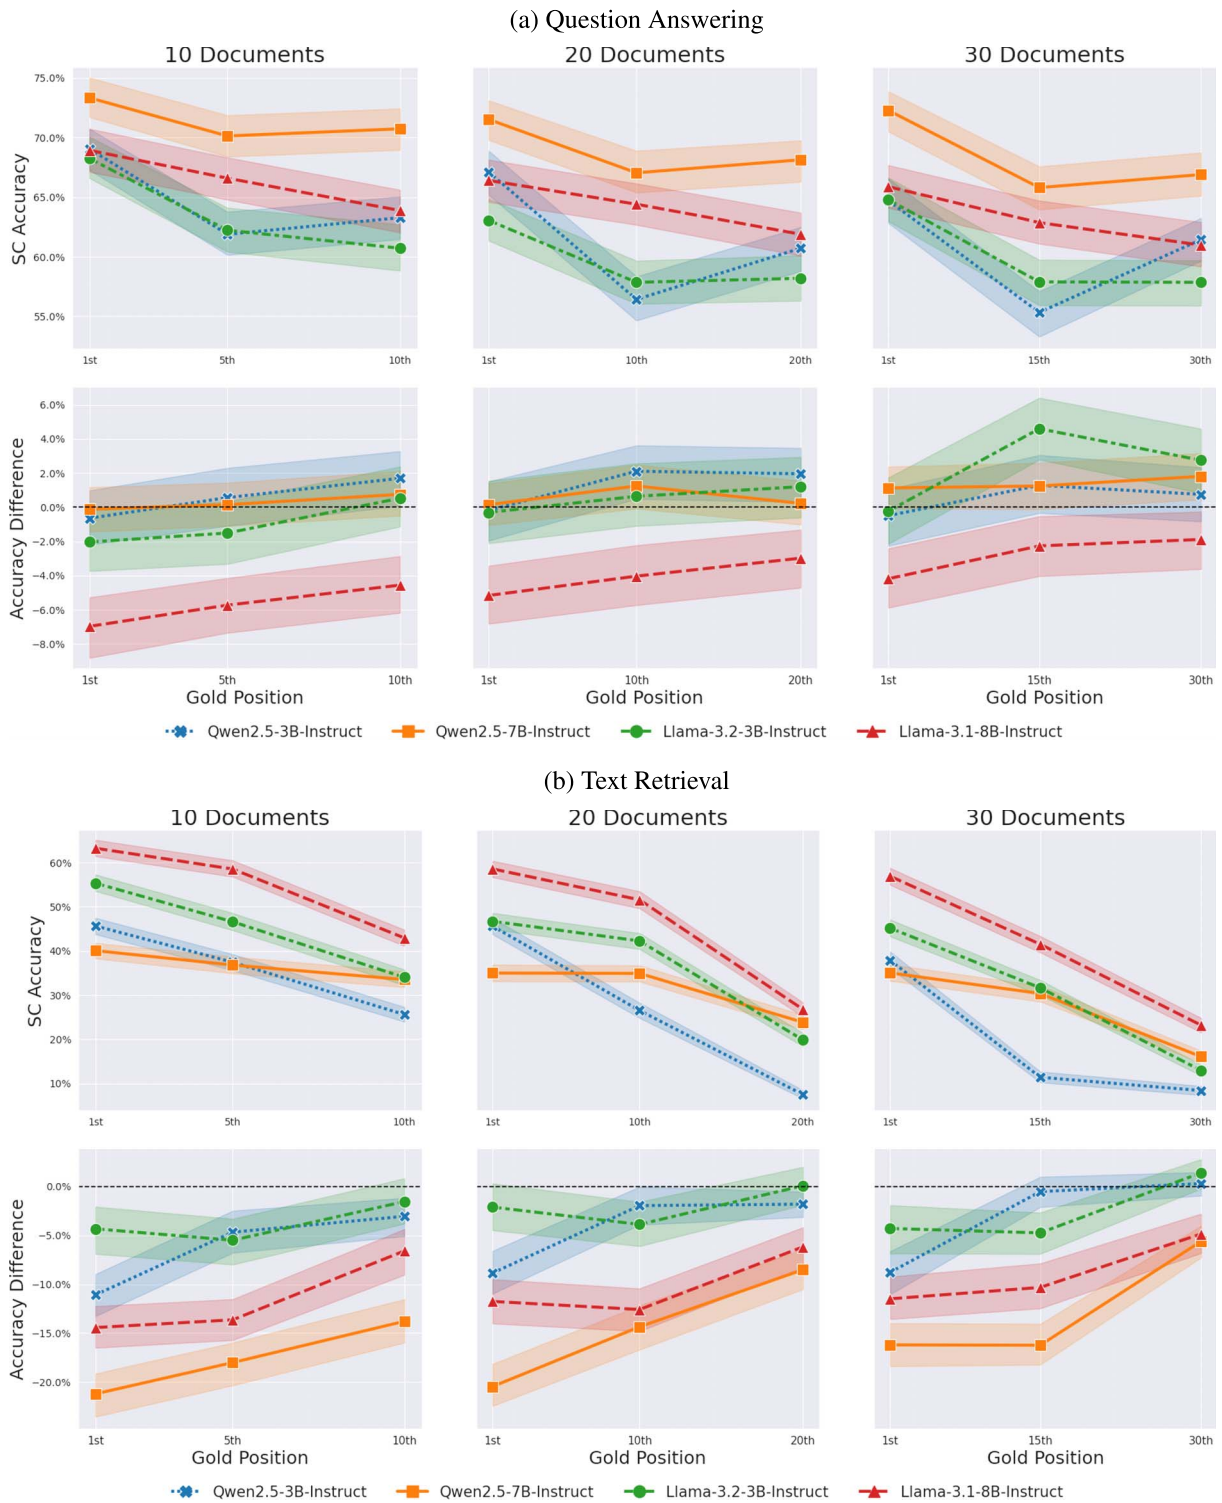 (a) Question Answering
10 Documents
20 Documents
30 Documents
SC Accuracy
75.0%
70.0%
65.0%
60.0%
55.0%
1st
5th
10th
1st
10th
20th
1st
15th
30th
Accuracy Difference
6.0%
4.0%
2.0%
0.0%
−2.0%
−4.0%
−6.0%
−8.0%
1st
5th
10th
1st
10th
20th
1st
15th
30th
Gold Position
Gold Position
Gold Position
Qwen2.5-3B-Instruct
Qwen2.5-7B-Instruct
Llama-3.2-3B-Instruct
Llama-3.1-8B-Instruct
(b) Text Retrieval
10 Documents
20 Documents
30 Documents
SC Accuracy
60%
50%
40%
30%
20%
10%
1st
5th
10th
1st
10th
20th
1st
15th
30th
Accuracy Difference
0.0%
−5.0%
−10.0%
−15.0%
−20.0%
1st
5th
10th
1st
10th
20th
1st
15th
30th
Gold Position
Gold Position
Gold Position
Qwen2.5-3B-Instruct
Qwen2.5-7B-Instruct
Llama-3.2-3B-Instruct
Llama-3.1-8B-Instruct